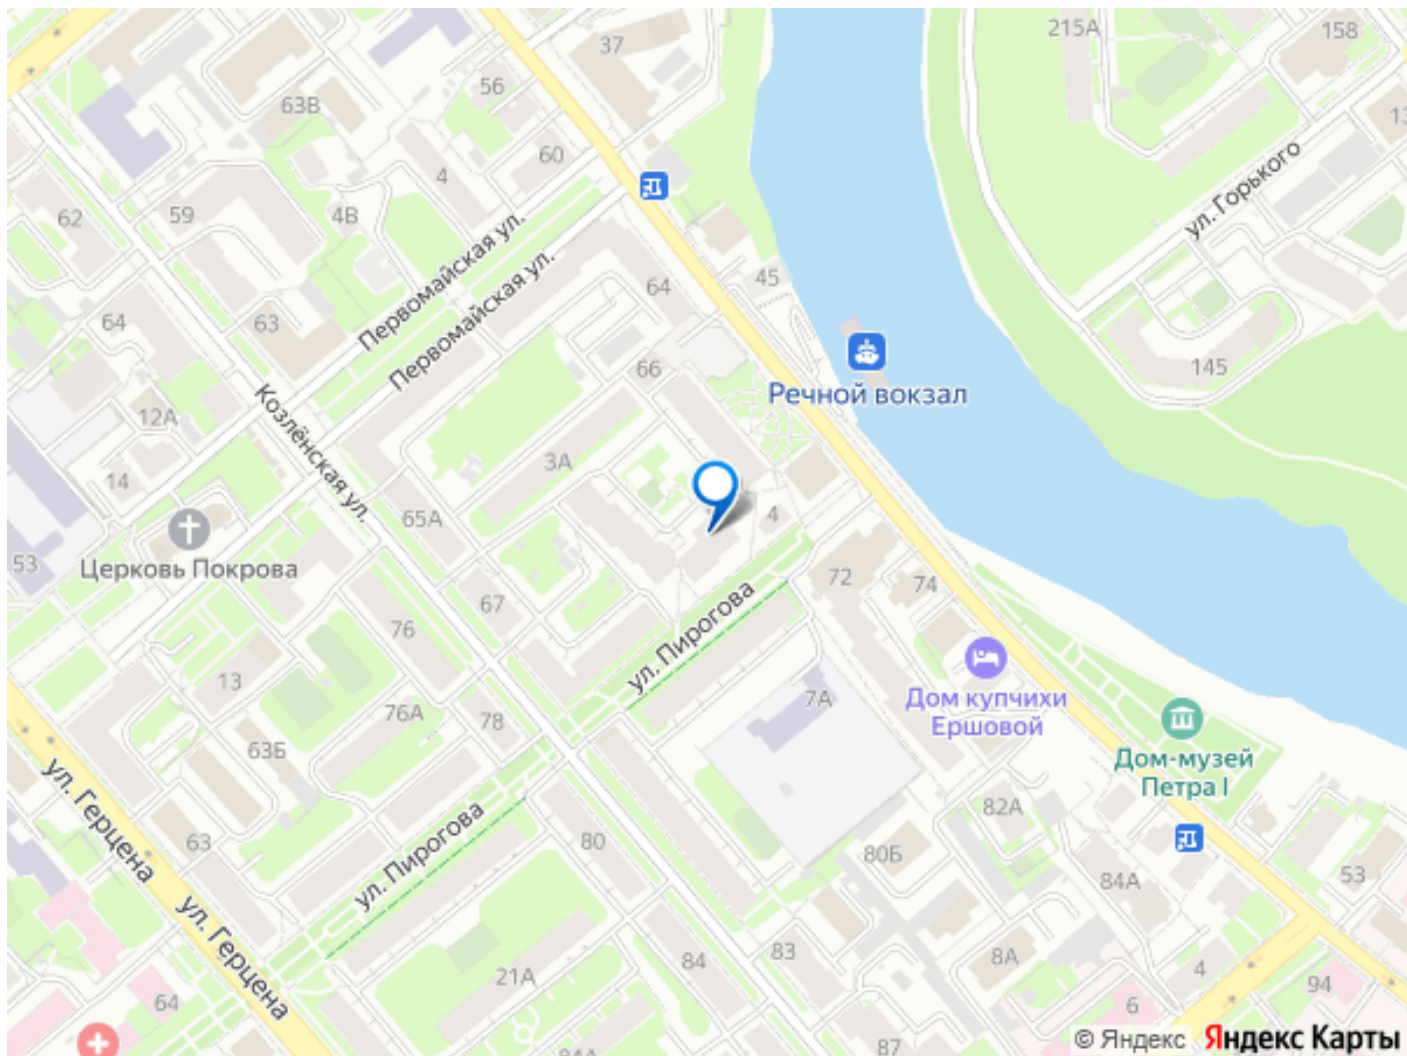 37
215А
158
56
63В
13
60
4
ул. Горького
59
4В
62
Первомайская ул.
45
64
Первомайская ул.
64
63
Речной вокзал
66
145
12А
Козлёнская ул.
3А
14
65А
4
53
Церковь Покрова
72
74
67
ул. Пирогова
76
13
Дом купчихи
Ершовой
7А
76А
78
63Б
Дом-музей
Петра I
ул. Герцена
82А
63
ул. Пирогова
80
80Б
53
84А
ул. Герцена
83
8А
84
4
21А
94
64
6
84А
87
© Яндекс Яндекс Карты